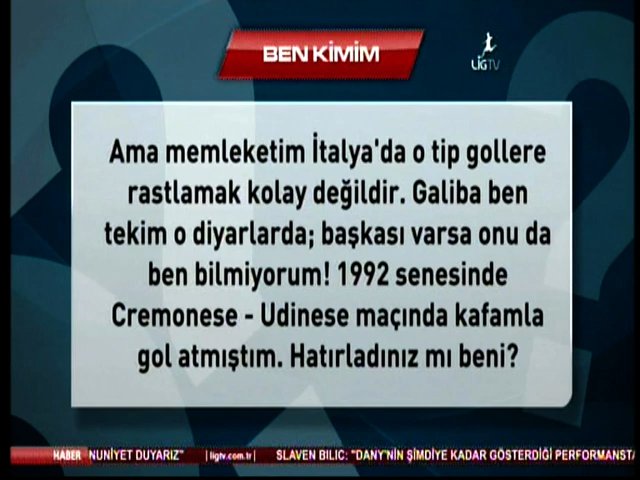 BEN KİMİM
LİGTV
Ama memleketim İtalya'da o tip gollere
rastlamak kolay değildir. Galiba ben
tekim o diyarlarda; başkası varsa onu da
ben bilmiyorum! 1992 senesinde
Cremonese - Udinese maçında kafamla
gol atmıştım. Hatırladınız mı beni?
HABER NUNİYET DUYARIZ" |ligtv.com.tr| SLAVEN BILIC: "DANY'NİN ŞİMDİYE KADAR GÖSTERDİĞİ PERFORMANSTA